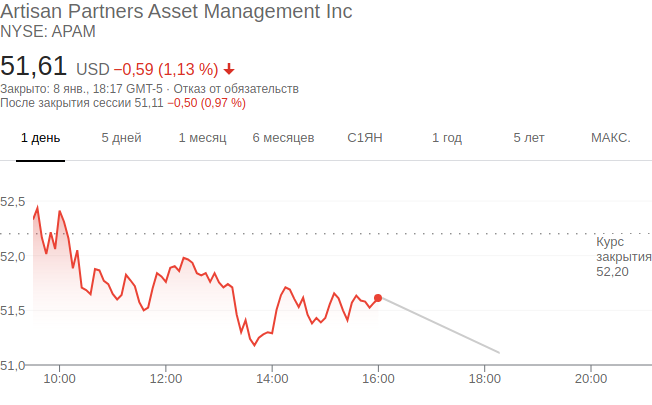 Artisan Partners Asset Management Inc
NYSE: APAM
51,61 USD −0,59 (1,13 %)
Закрыто: 8 янв., 18:17 GMT-5 · Отказ от обязательств
После закрытия сессии 51,11 −0,50 (0,97 %)
1 день 5 дней 1 месяц 6 месяцев С1ЯН 1 год 5 лет МАКС.
52,5
Курс
закрытия
52,20
52,0
51,5
51,0
10:00 12:00 14:00 16:00 18:00 20:00